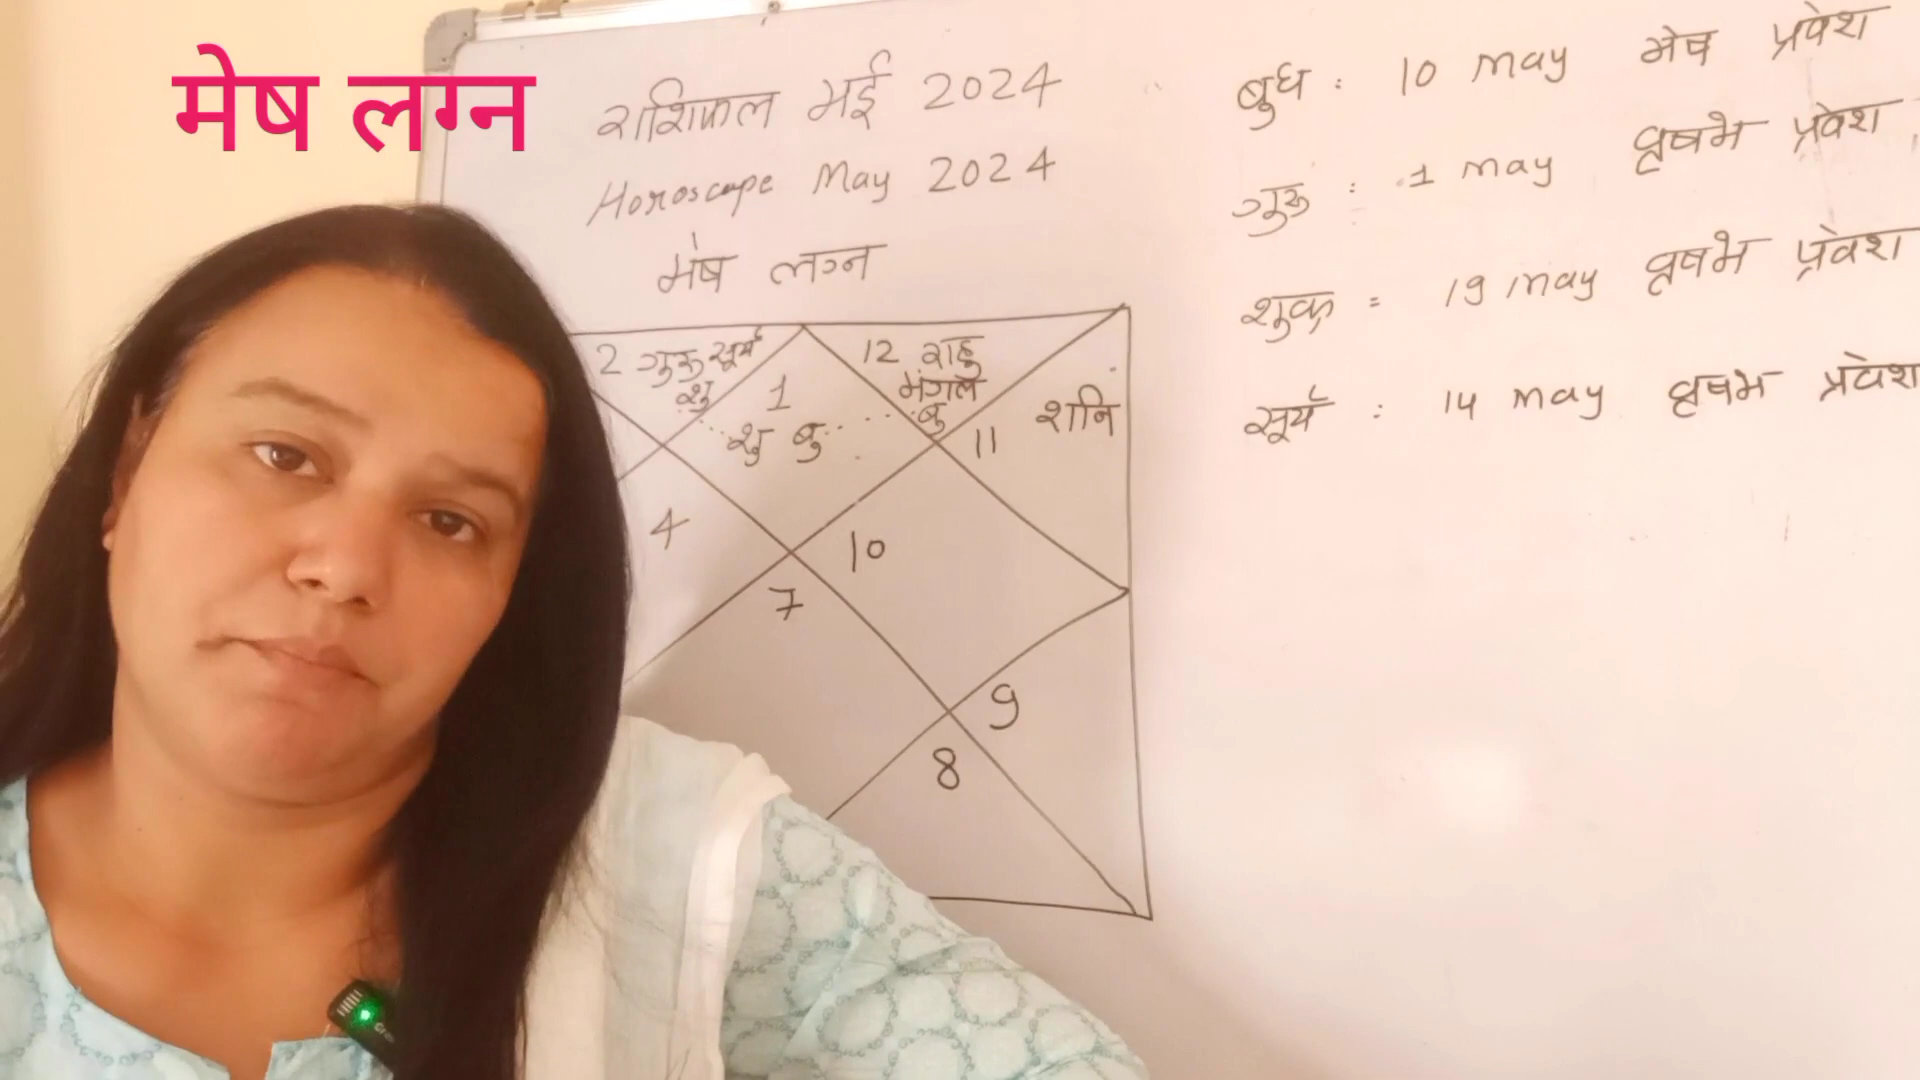 मेष लग्न
राशिफल मई 2024
Horoscope May 2024
मेष लग्न
2 गुरु सूर्य
शु
1
शु बु
12 राहु
मंगल
बु
11 शनि
4
10
7
9
8
बुध : 10 May मेष प्रवेश
गुरु : 1 May वृषभ प्रवेश
शुक्र = 19 May वृषभ प्रवेश
सूर्य : 14 May वृषभ प्रवेश